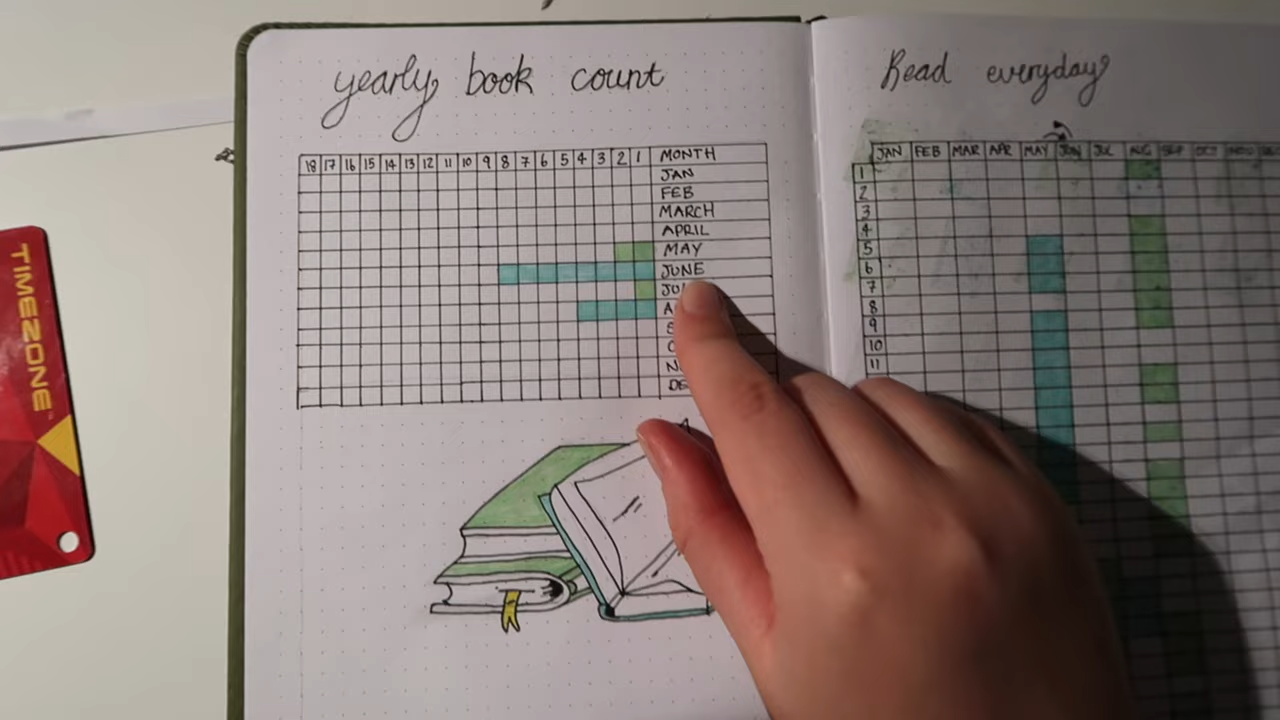 yearly book count
18 17 16 15 14 13 12 11 10 9 8 7 6 5 4 3 2 1 MONTH
JAN
FEB
MARCH
APRIL
MAY
JUNE
Read everyday
JAN FEB MAR APR MAY JUN JUL AUG SEP OCT NOV
1
2
3
4
5
6
7
8
9
10
11
TIMEZONE